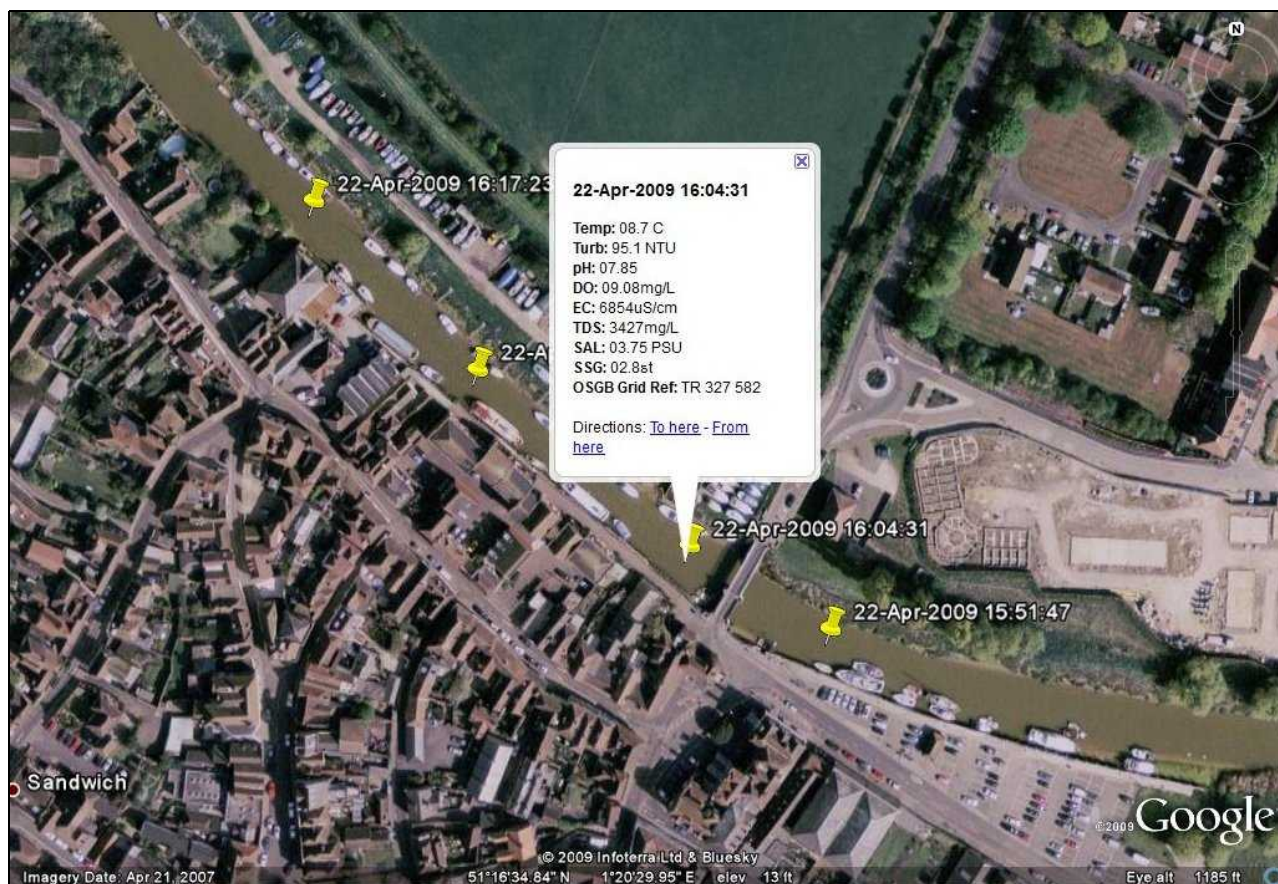 N
22-Apr-2009 16:17:23
22-A
22-Apr-2009 16:04:31
Temp: 08.7 C
Turb: 95.1 NTU
pH: 07.85
DO: 09.08mg/L
EC: 6854uS/cm
TDS: 3427mg/L
SAL: 03.75 PSU
SSG: 02.8st
OSGB Grid Ref: TR 327 582
Directions: To here - From
here
22-Apr-2009 16:04:31
22-Apr-2009 15:51:47
Sandwich
©2009 Google
© 2009 Infoterra Ltd & Bluesky
Imagery Date: Apr 21, 2007 51°16'34.84" N 1°20'29.95" E elev 13 ft Eye alt 1185 ft